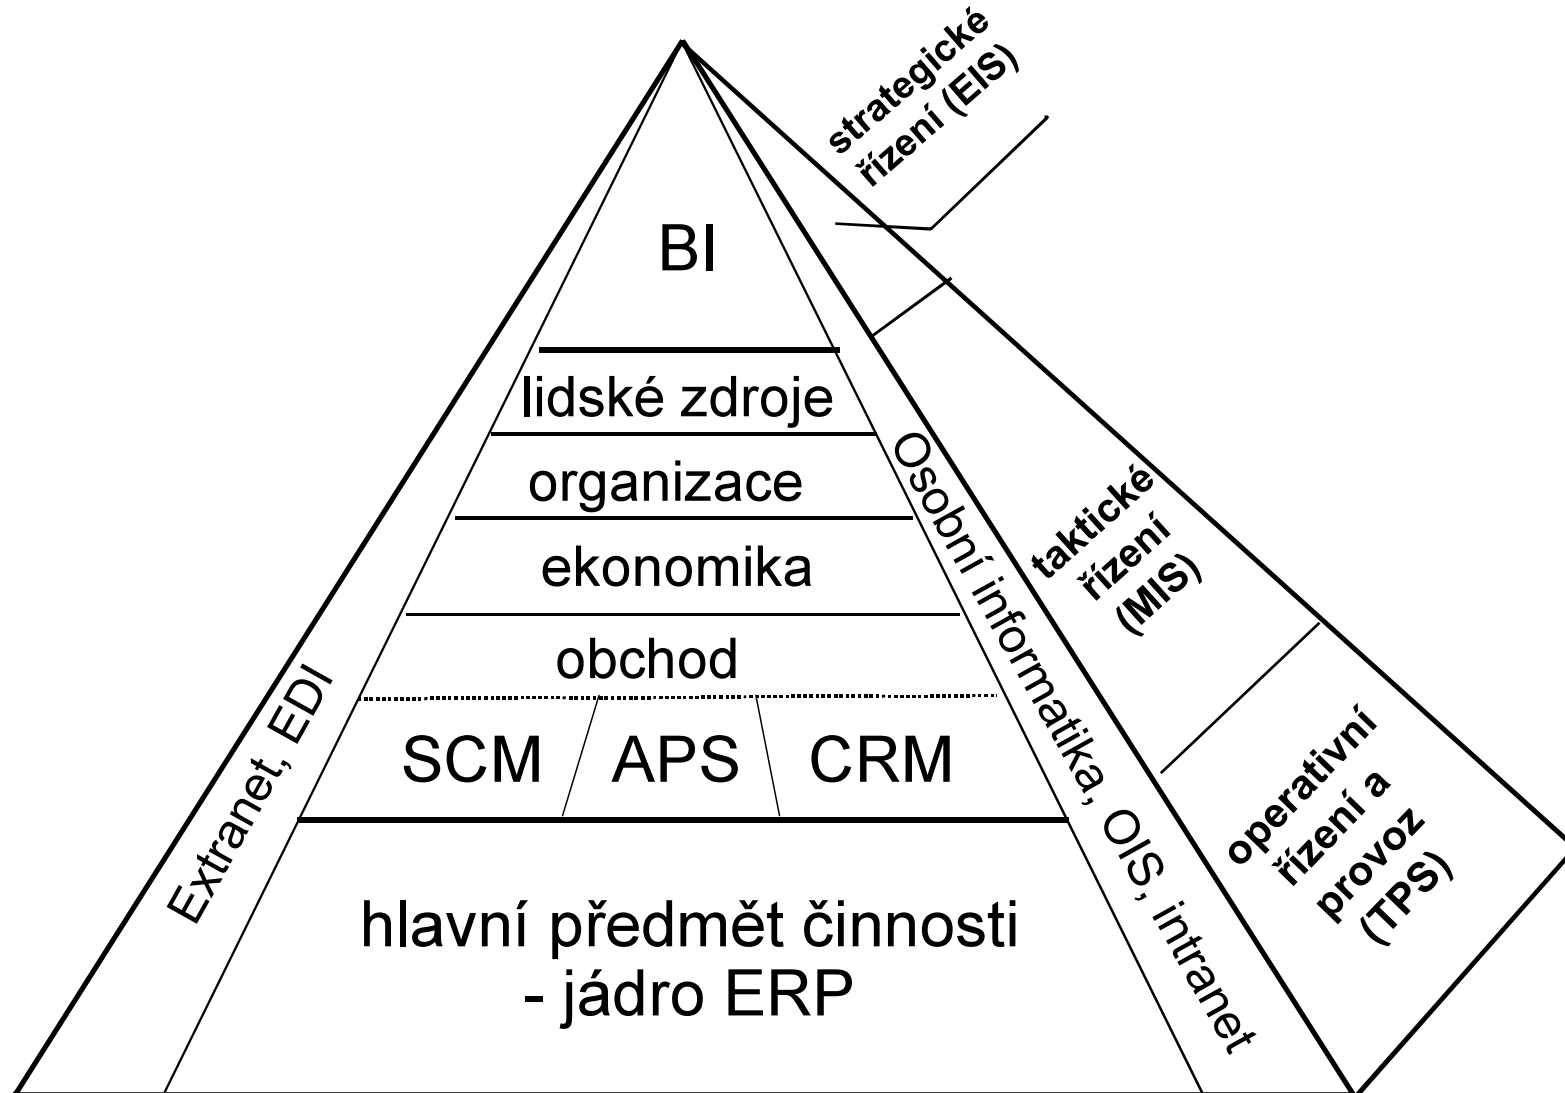 strategické
řízení (EIS)
BI
lidské zdroje
organizace
ekonomika
obchod
SCM
APS
CRM
hlavní předmět činnosti
- jádro ERP
Extranet, EDI
Osobní informatika, OIS, intranet
taktické
řízení
(MIS)
operativní
řízení a
provoz
(TPS)